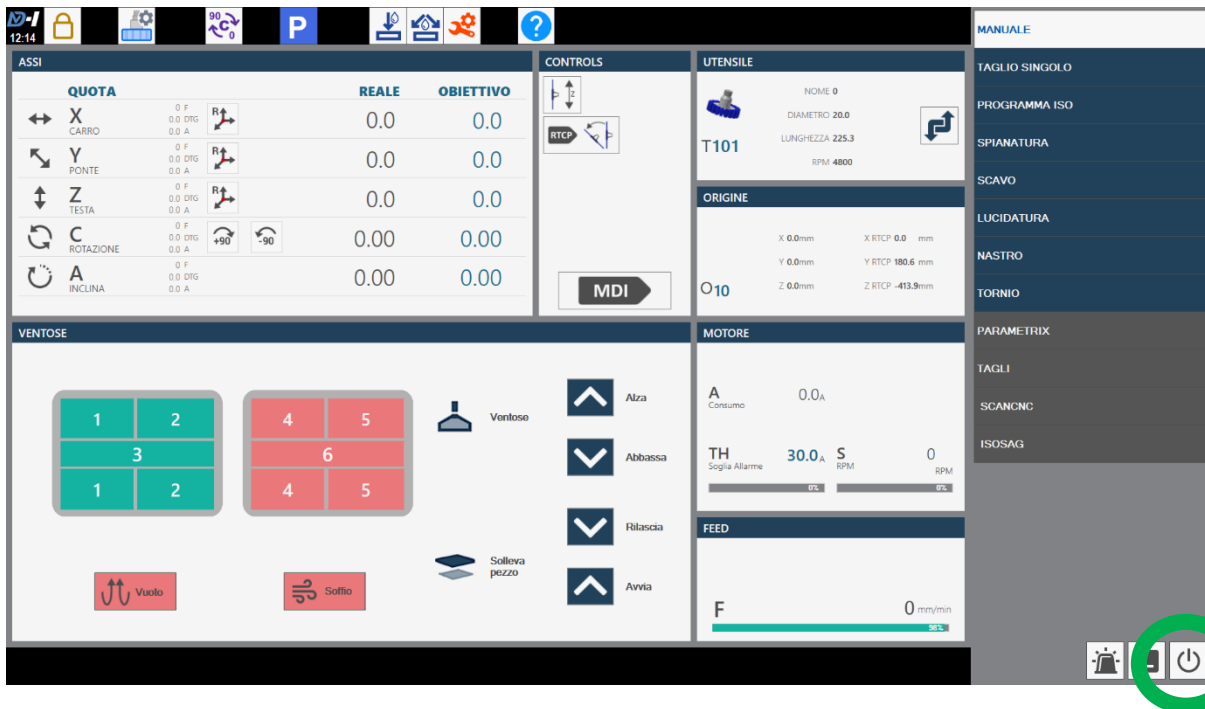 12:14
90
C
0
P
?
MANUALE
TAGLIO SINGOLO
PROGRAMMA ISO
SPIANATURA
SCAVO
LUCIDATURA
NASTRO
TORNIO
PARAMETRIX
TAGLI
SCANCNC
ISOSAG
ASSI
QUOTA REALE OBIETTIVO
X CARRO 0 F 0.0 DTG 0.0 A R 0.0 0.0
Y PONTE 0 F 0.0 DTG 0.0 A R 0.0 0.0
Z TESTA 0 F 0.0 DTG 0.0 A R 0.0 0.0
C ROTAZIONE 0 F 0.0 DTG 0.0 A +90 -90 0.00 0.00
A INCLINA 0 F 0.0 DTG 0.0 A 0.00 0.00
CONTROLS
Z
RTCP
MDI
UTENSILE
NOME 0
DIAMETRO 20.0
LUNGHEZZA 225.3
T101
RPM 4800
ORIGINE
X 0.0mm X RTCP 0.0 mm
Y 0.0mm Y RTCP 180.6 mm
O10 Z 0.0mm Z RTCP -413.9mm
VENTOSE
1 2
3
1 2
4 5
6
4 5
Ventose
Alza
Abbassa
Solleva
pezzo
Rilascia
Avvia
Vuoto
Soffio
MOTORE
A 0.0A
Consumo
TH 30.0A S 0
Soglia Allarme RPM RPM
0% 0%
FEED
F 0 mm/min
98%